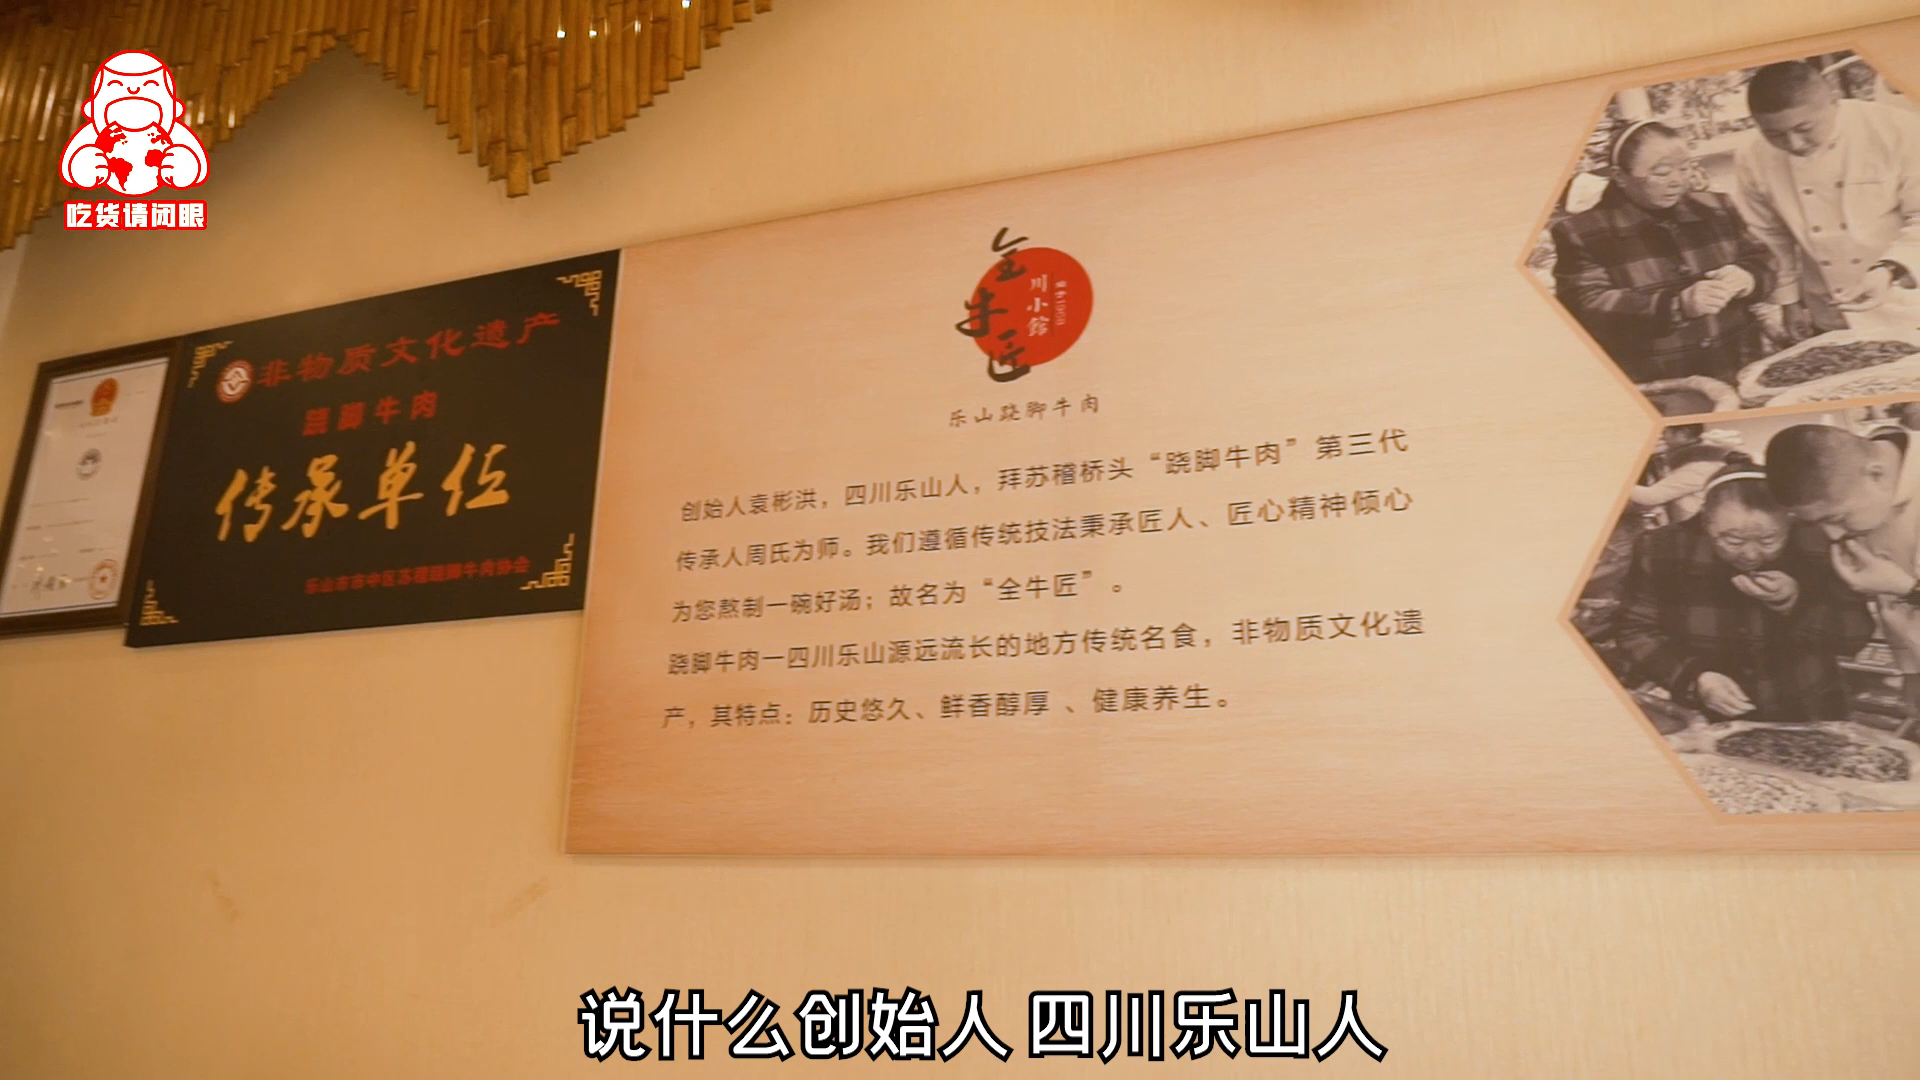 吃货请闭眼
非物质文化遗产
跷脚牛肉
传承单位
乐山市市中区苏稽跷脚牛肉协会
全牛匠
川小馆
乐山跷脚牛肉
创始人袁彬洪，四川乐山人，拜苏稽桥头“跷脚牛肉”第三代
传承人周氏为师。我们遵循传统技法秉承匠人、匠心精神倾心
为您熬制一碗好汤；故名为“全牛匠”。
跷脚牛肉一四川乐山源远流长的地方传统名食，非物质文化遗
产，其特点：历史悠久、鲜香醇厚 、健康养生。
说什么创始人 四川乐山人